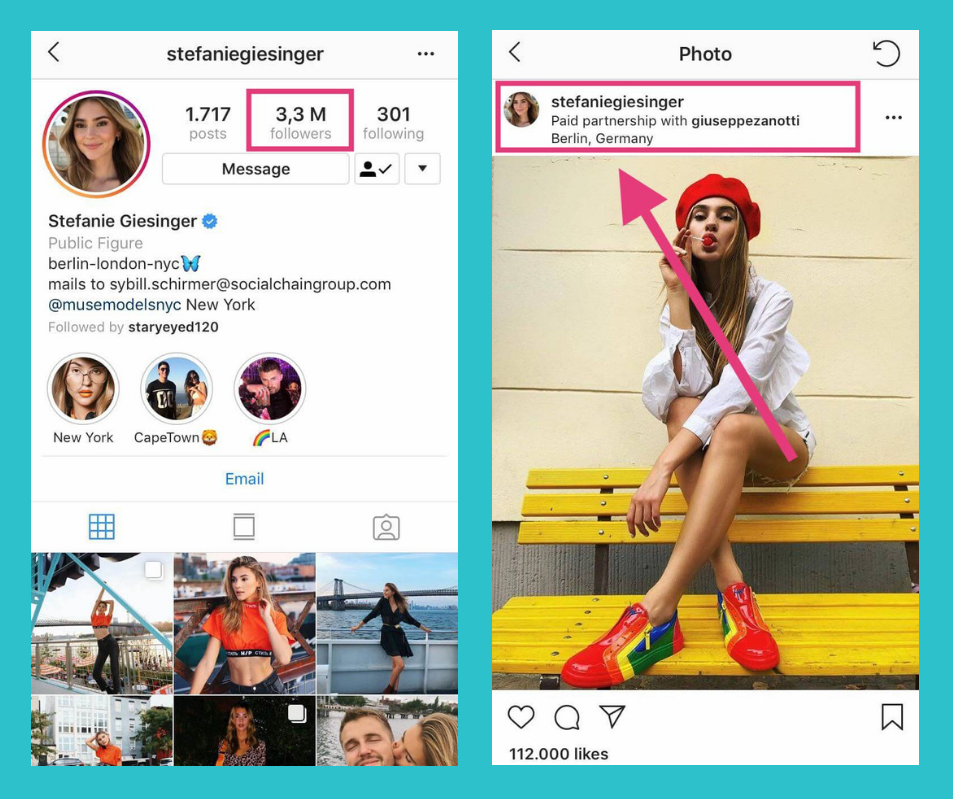 stefaniegiesinger
1.717
3,3 M
301
posts
followers
following
Message
Stefanie Giesinger
Public Figure
berlin-london-nyc🦋
mails to sybill.schirmer@socialchaingroup.com
@musemodelsnyc New York
Followed by staryeyed120
New York
CapeTown🦁
🌈LA
Email
Photo
stefaniegiesinger
Paid partnership with giuseppezanotti
Berlin, Germany
112.000 likes